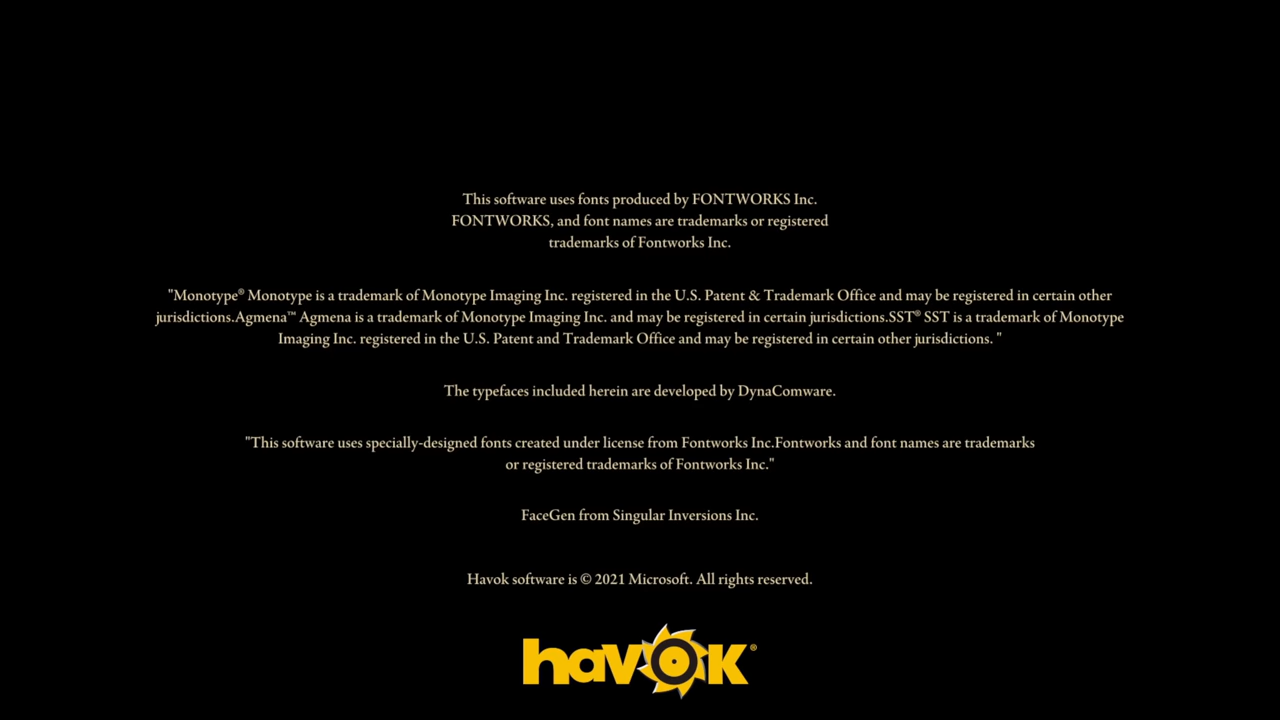 This software uses fonts produced by FONTWORKS Inc.
FONTWORKS, and font names are trademarks or registered
trademarks of Fontworks Inc.
"Monotype® Monotype is a trademark of Monotype Imaging Inc. registered in the U.S. Patent & Trademark Office and may be registered in certain other
jurisdictions.Agmena™ Agmena is a trademark of Monotype Imaging Inc. and may be registered in certain jurisdictions.SST® SST is a trademark of Monotype
Imaging Inc. registered in the U.S. Patent and Trademark Office and may be registered in certain other jurisdictions. "
The typefaces included herein are developed by DynaComware.
"This software uses specially-designed fonts created under license from Fontworks Inc.Fontworks and font names are trademarks
or registered trademarks of Fontworks Inc."
FaceGen from Singular Inversions Inc.
Havok software is © 2021 Microsoft. All rights reserved.
havok®